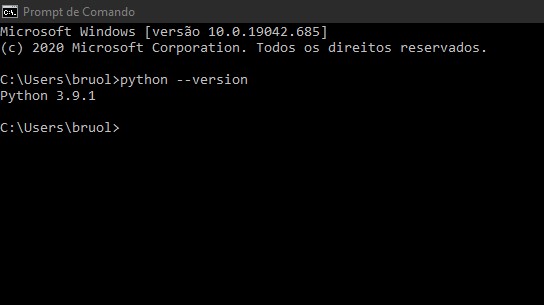 Prompt de Comando
Microsoft Windows [versão 10.0.19042.685]
(c) 2020 Microsoft Corporation. Todos os direitos reservados.
C:\Users\bruol>python --version
Python 3.9.1
C:\Users\bruol>